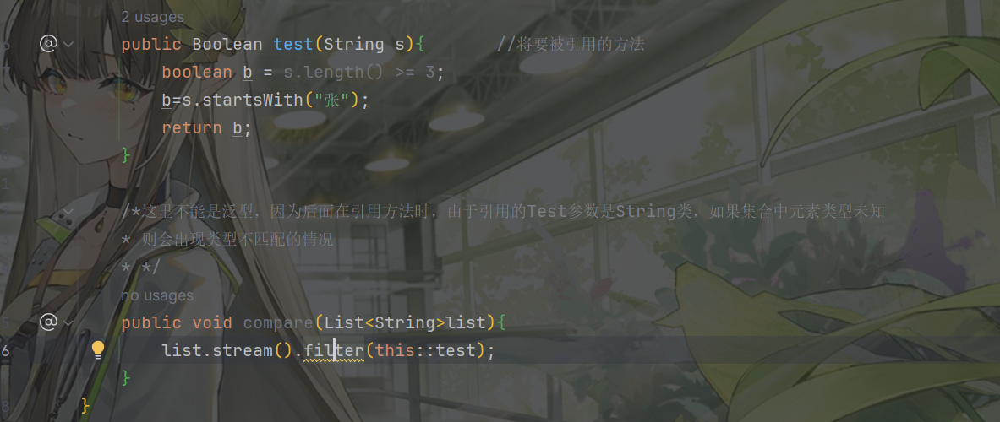 2 usages
public Boolean test(String s){ //将要被引用的方法
boolean b = s.length() >= 3;
b=s.startsWith("张");
return b;
}
/*这里不能是泛型，因为后面在引用方法时，由于引用的Test参数是String类，如果集合中元素类型未知
* 则会出现类型不匹配的情况
* */
no usages
public void compare(List<String>list){
6 list.stream().filter(this::test);
}
}